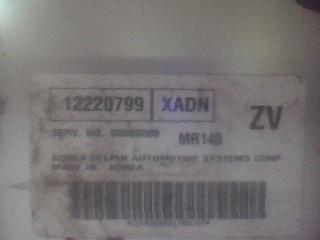 12220799 XADN
ZV
SERV. NO. 00000000 MR140
KOREA DELPHI AUTOMOTIVE SYSTEMS CORP
MADE IN KOREA